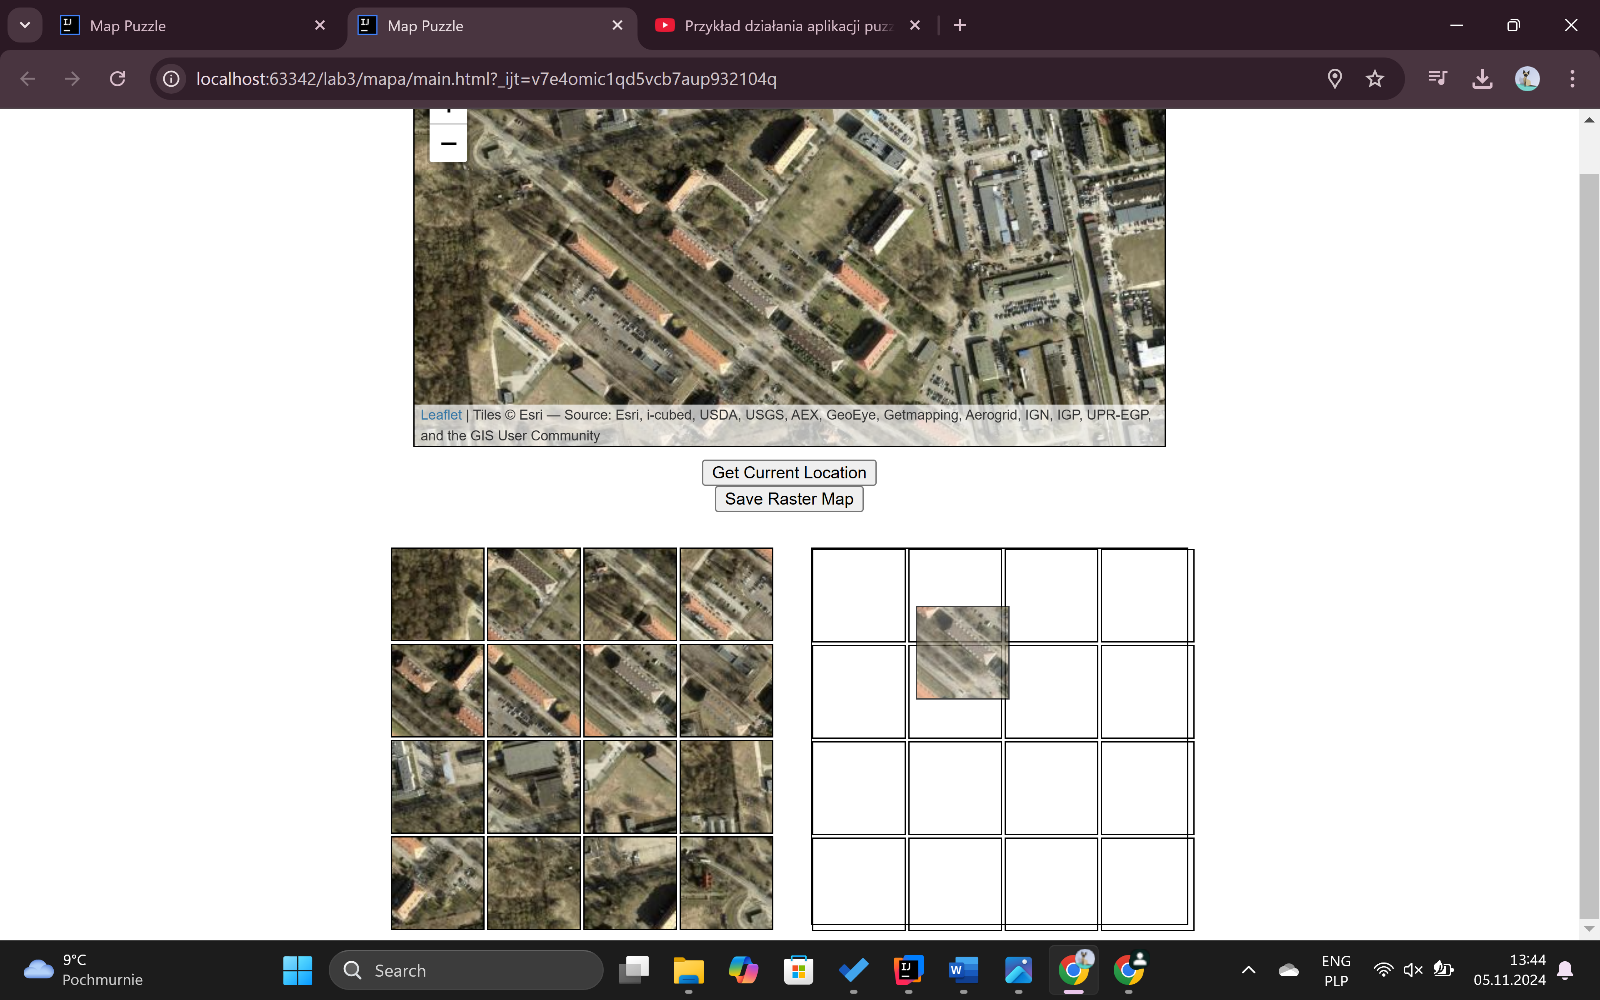 Map Puzzle
Map Puzzle
Przykład działania aplikacji puzz
localhost:63342/lab3/mapa/main.html?_ijt=v7e4omic1qd5vcb7aup932104q
+
−
Leaflet | Tiles © Esri — Source: Esri, i-cubed, USDA, USGS, AEX, GeoEye, Getmapping, Aerogrid, IGN, IGP, UPR-EGP,
and the GIS User Community
Get Current Location
Save Raster Map
9°C
Pochmurnie
Search
ENG
PLP
13:44
05.11.2024